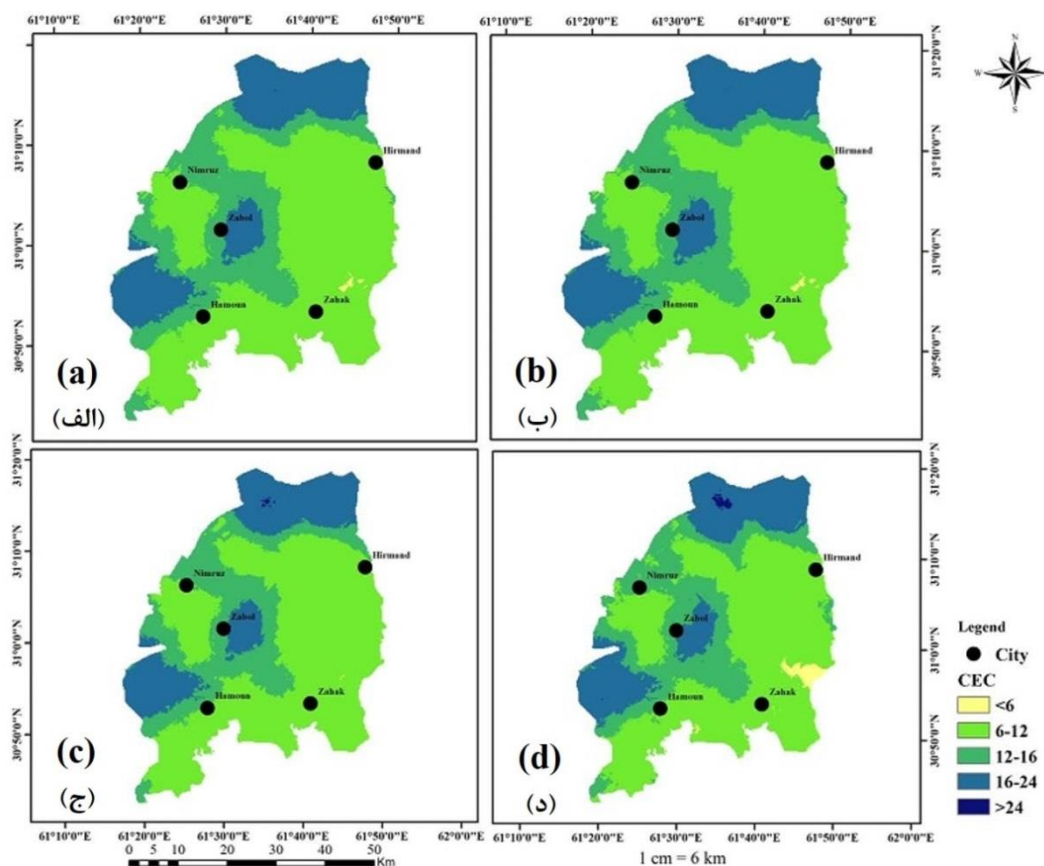 61°20'0"E 61°30'0"E 61°40'0"E 61°50'0"E
61°10'0"E 61°20'0"E 61°30'0"E 61°40'0"E 61°50'0"E
31°10'0"N
31°0'0"N
30°50'0"N
Hirmand
Nimruz
Zabol
Hamoun
Zahak
(a)
(الف)
Hirmand
Nimruz
Zabol
Hamoun
Zahak
(b)
(ب)
31°20'0"N
31°10'0"N
31°0'0"N
30°50'0"N
N
W E
S
31°20'0"N
31°10'0"N
31°0'0"N
30°50'0"N
Hirmand
Nimruz
Zabol
Hamoun
Zahak
(c)
(ج)
Hirmand
Nimruz
Zabol
Hamoun
Zahak
(d)
(د)
31°20'0"N
31°10'0"N
31°0'0"N
30°50'0"N
Legend
City
CEC
<6
6-12
12-16
16-24
>24
61°10'0"E 61°20'0"E 61°30'0"E 61°40'0"E 61°50'0"E 62°0'0"E
61°10'0"E 61°20'0"E 61°30'0"E 61°40'0"E 61°50'0"E 62°0'0"E
0 5 10 20 30 40 50
Km
1 cm = 6 km